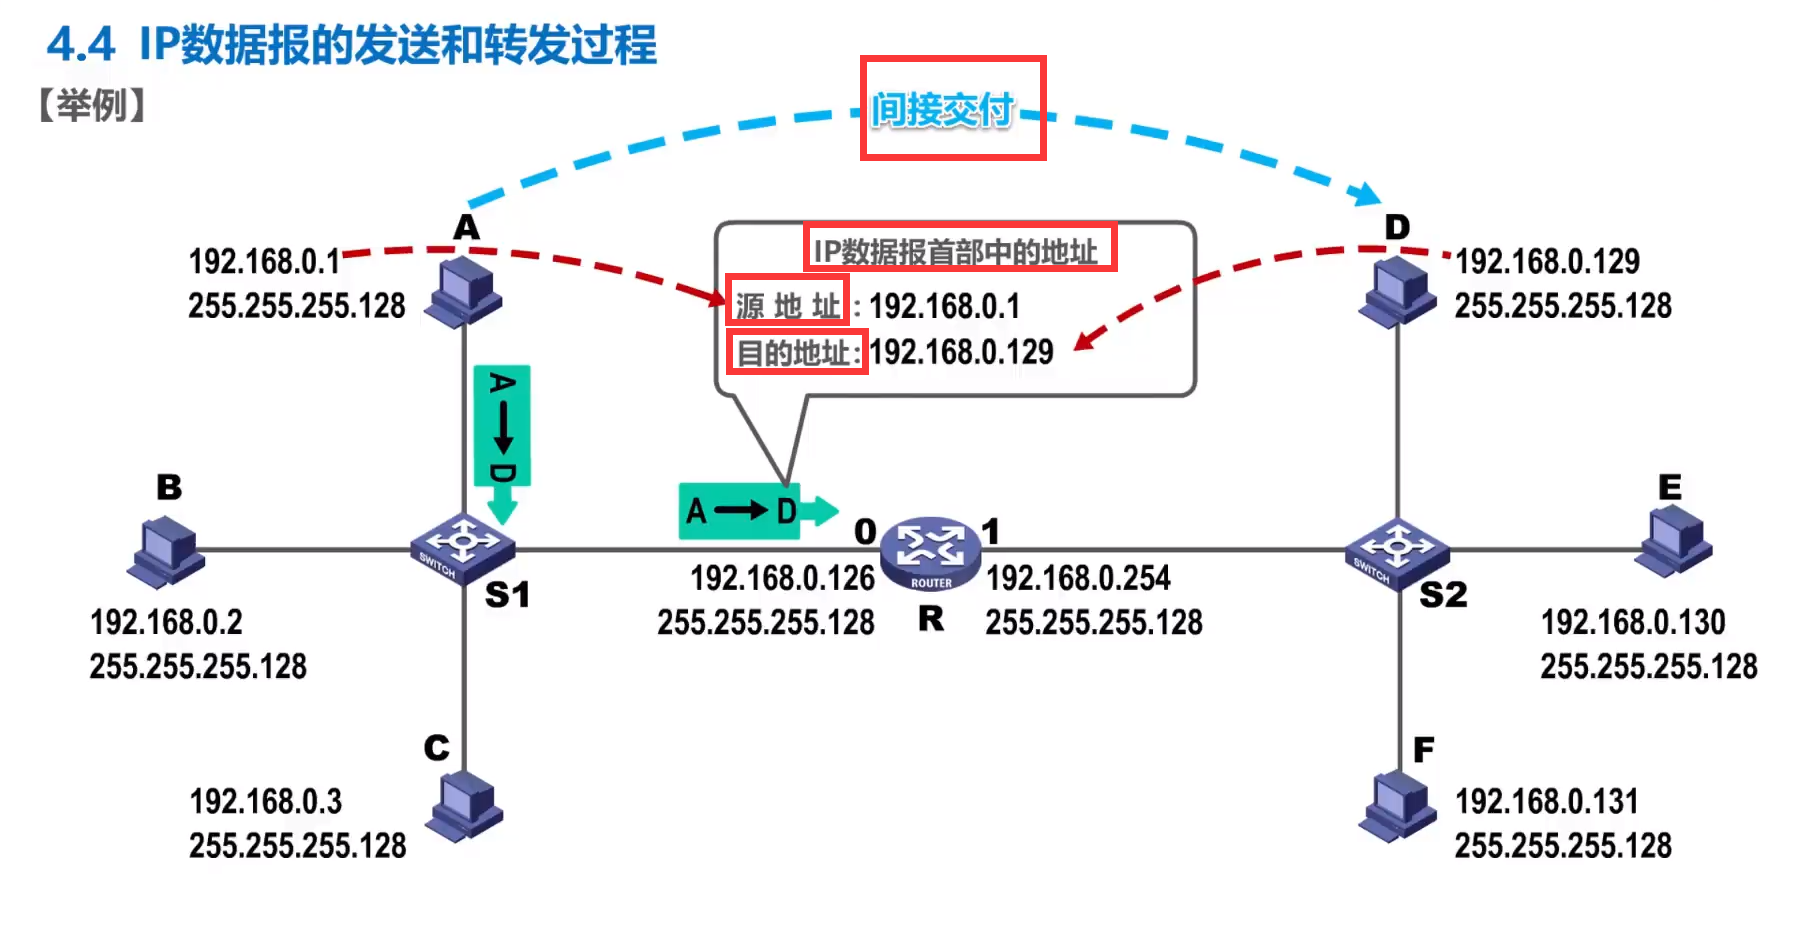 4.4 IP数据报的发送和转发过程
【举例】
间接交付
A
192.168.0.1
255.255.255.128
IP数据报首部中的地址
源 地 址 : 192.168.0.1
目的地址: 192.168.0.129
D
192.168.0.129
255.255.255.128
A → D
B
192.168.0.2
255.255.255.128
SWITCH
S1
A → D
0
192.168.0.126
255.255.255.128
ROUTER
R
1
192.168.0.254
255.255.255.128
SWITCH
S2
E
192.168.0.130
255.255.255.128
C
192.168.0.3
255.255.255.128
F
192.168.0.131
255.255.255.128